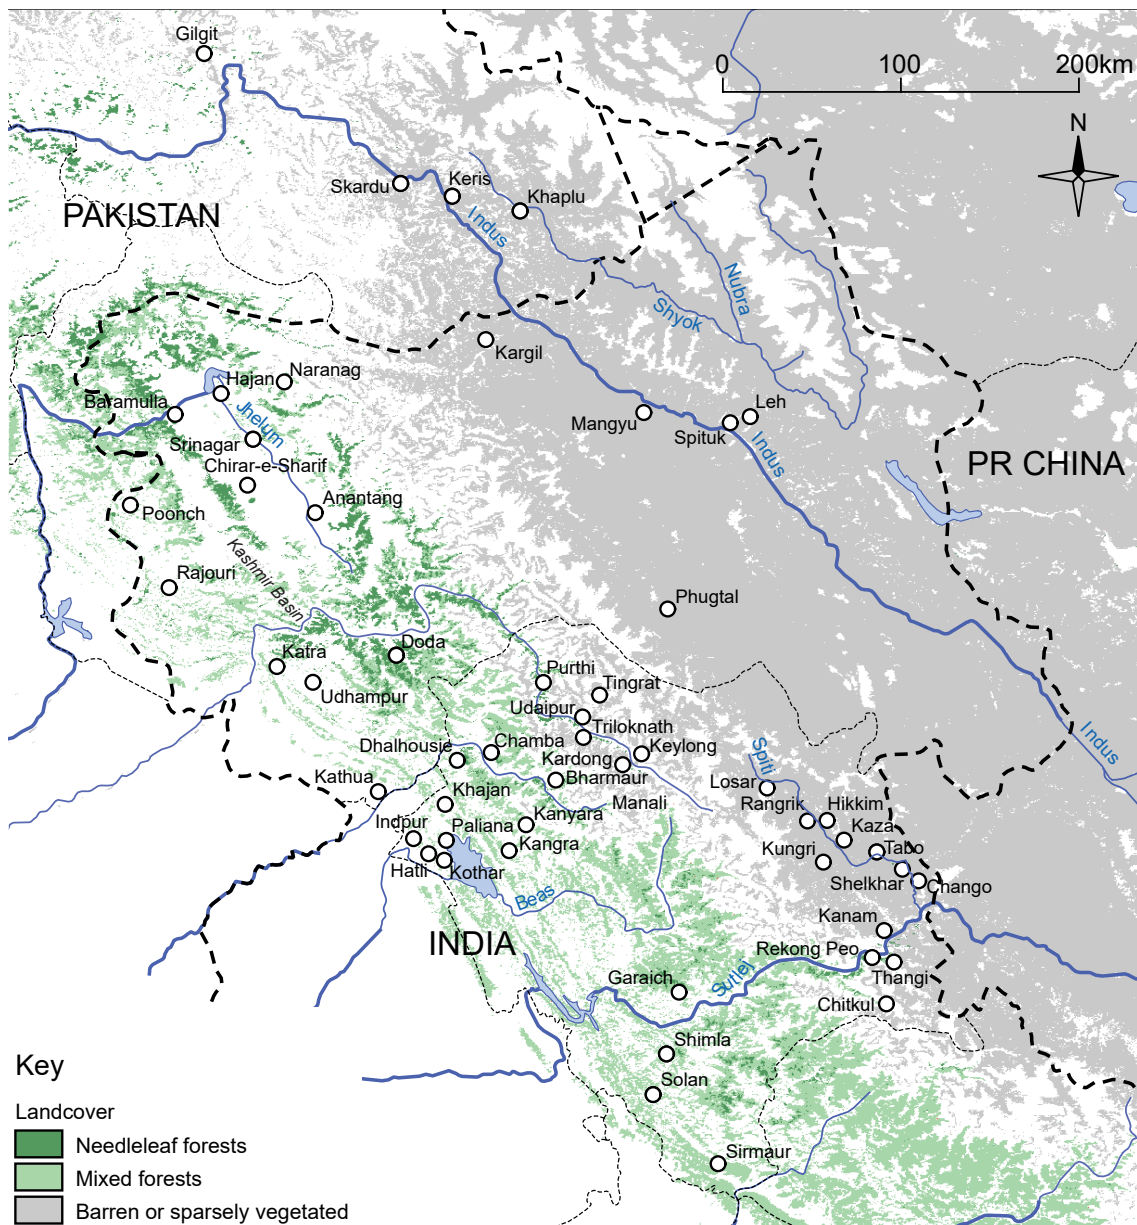 Gilgit
0 100 200km
N
Skardu
Keris
Khaplu
PAKISTAN
Indus
Nubra
Shyok
Kargil
Naranag
Hajan
Baramulla
Jhelum
Srinagar
Chirar-e-Sharif
Anantang
Poonch
Mangyu
Leh
Spituk
Indus
PR CHINA
Kashmir Basin
Rajouri
Phugtal
Doda
Kafra
Udhampur
Purthi
Tingrat
Udaipur
Triloknath
Chamba
Dhalhousie
Kardong
Keylong
Bharmaur
Manali
Kathua
Khajan
Spiti
Losar
Indus
Rangrik
Hikkim
Kaza
Indpur
Paliana
Kanyara
Kangra
Kungri
Tabo
Hatli
Kothar
Shelkhar
Chango
Beas
Kanam
INDIA
Rekong Peo
Thangi
Garaich
Sutlej
Chitkul
Shimla
Solan
Sirmaur
Key
Landcover
Needleleaf forests
Mixed forests
Barren or sparsely vegetated